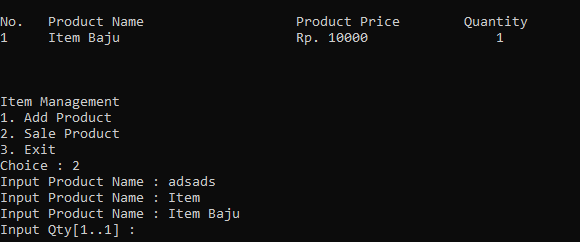 No. Product Name Product Price Quantity
1 Item Baju Rp. 10000 1
Item Management
1. Add Product
2. Sale Product
3. Exit
Choice : 2
Input Product Name : adsads
Input Product Name : Item
Input Product Name : Item Baju
Input Qty[1..1] :